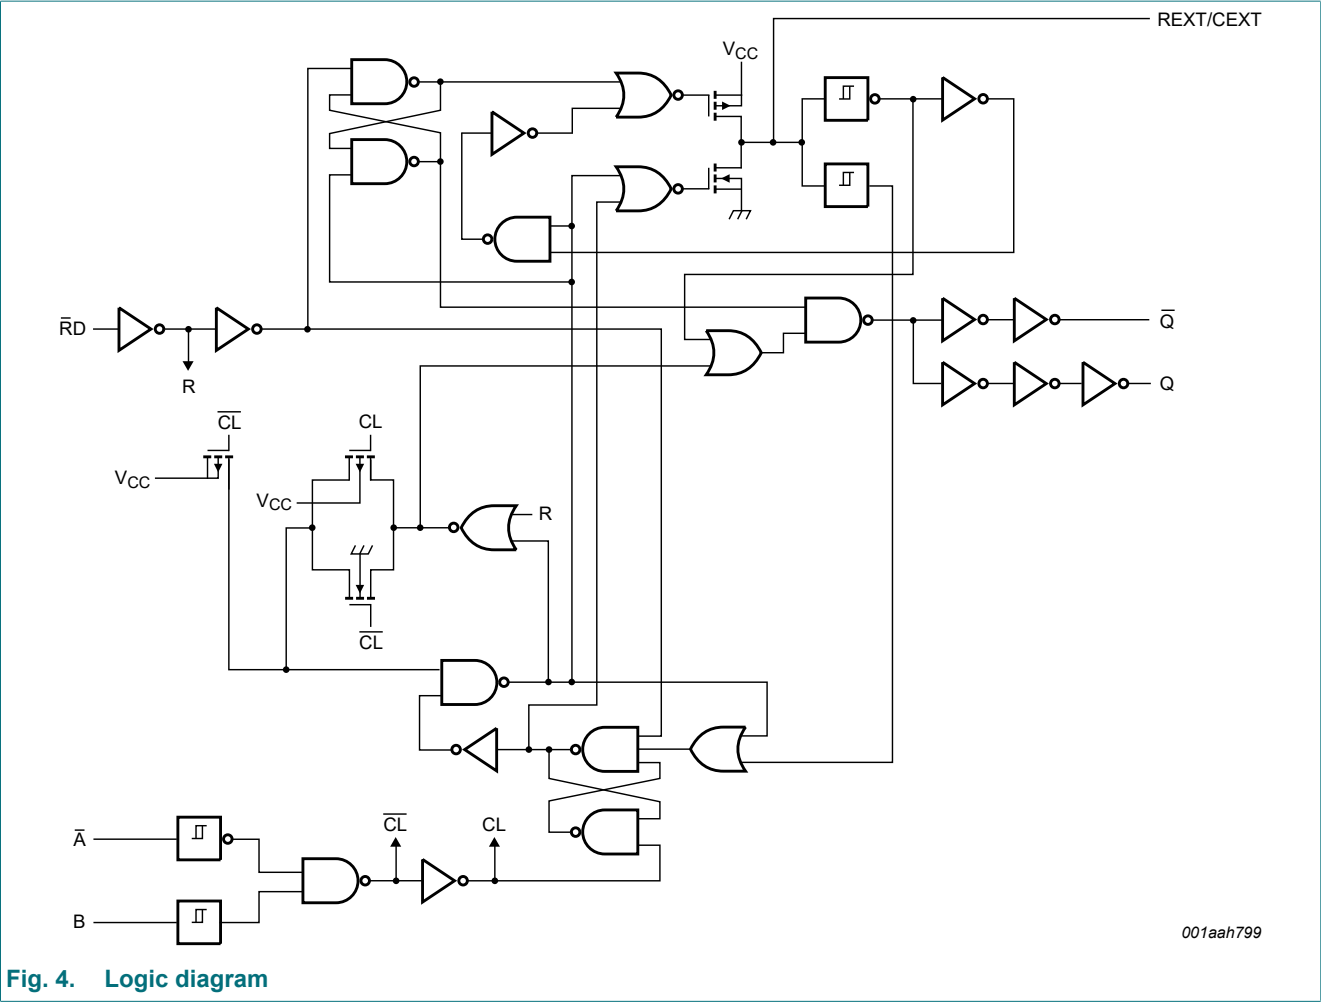 REXT/CEXT
VCC
R̅D
R
Q̅
Q
C̅L̅
CL
VCC
VCC
R
C̅L̅
A̅
C̅L̅
CL
B
001aah799
Fig. 4. Logic diagram